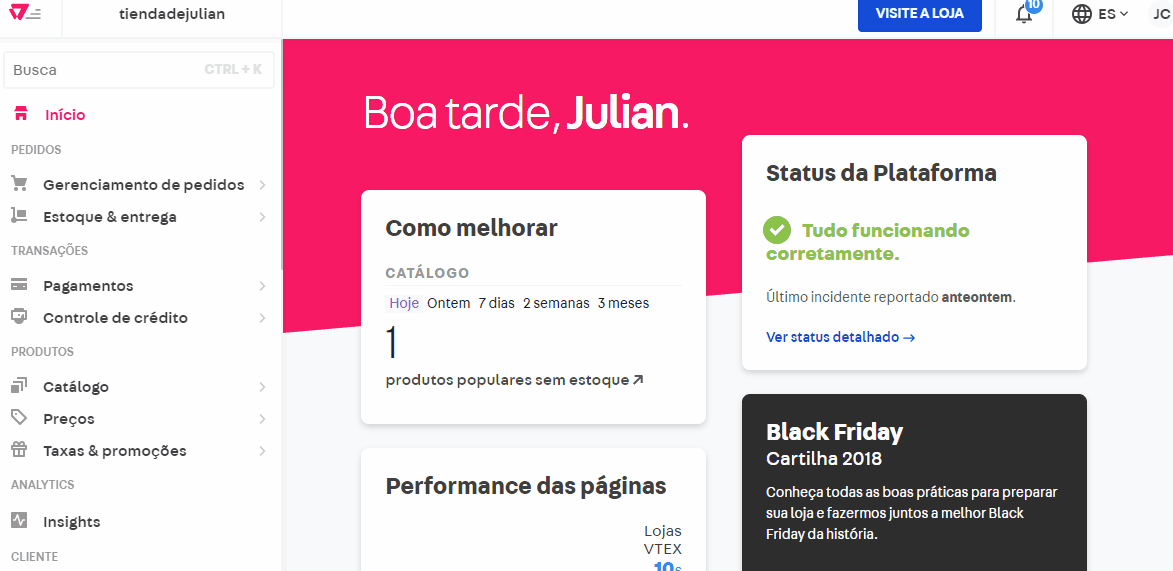 tiendadejulian
VISITE A LOJA
10
ES
JC
Busca
CTRL + K
Início
PEDIDOS
Gerenciamento de pedidos
Estoque & entrega
TRANSAÇÕES
Pagamentos
Controle de crédito
PRODUTOS
Catálogo
Preços
Taxas & promoções
ANALYTICS
Insights
CLIENTE
Boa tarde, Julian.
Como melhorar
CATÁLOGO
Hoje Ontem 7 dias 2 semanas 3 meses
1
produtos populares sem estoque
Performance das páginas
Lojas
VTEX
10s
Status da Plataforma
Tudo funcionando
corretamente.
Último incidente reportado anteontem.
Ver status detalhado →
Black Friday
Cartilha 2018
Conheça todas as boas práticas para preparar
sua loja e fazermos juntos a melhor Black
Friday da história.